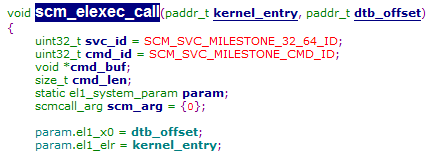 void scm_elexec_call(paddr_t kernel_entry, paddr_t dtb_offset)
{
uint32_t svc_id = SCM_SVC_MILESTONE_32_64_ID;
uint32_t cmd_id = SCM_SVC_MILESTONE_CMD_ID;
void *cmd_buf;
size_t cmd_len;
static el1_system_param param;
scmcall_arg scm_arg = {0};
param.el1_x0 = dtb_offset;
param.el1_elr = kernel_entry;